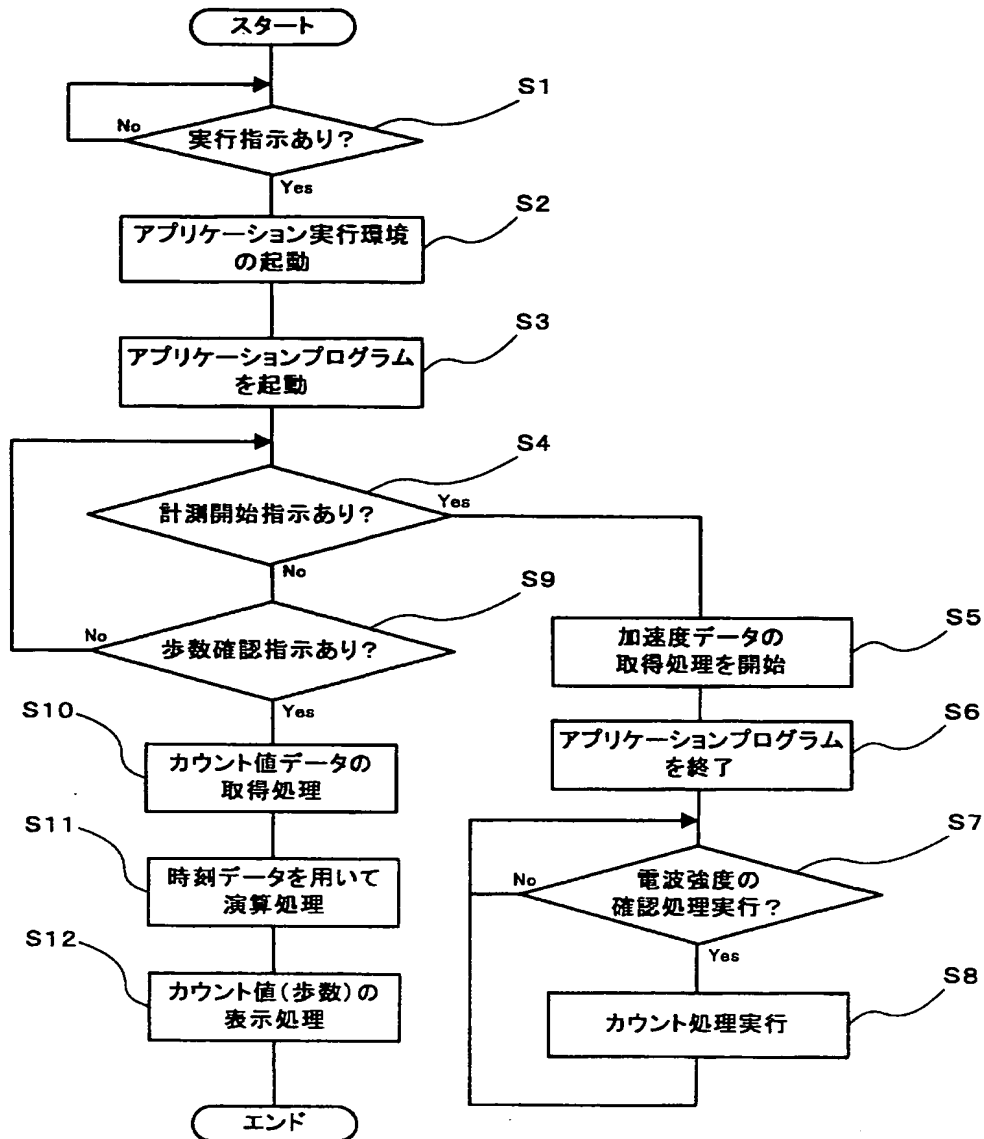 スタート
S1
No
実行指示あり？
Yes
S2
アプリケーション実行環境
の起動
S3
アプリケーションプログラム
を起動
S4
計測開始指示あり？
Yes
No
S9
No
歩数確認指示あり？
Yes
S5
加速度データの
取得処理を開始
S10
カウント値データの
取得処理
S6
アプリケーションプログラム
を終了
S11
時刻データを用いて
演算処理
S7
No
電波強度の
確認処理実行？
Yes
S12
カウント値(歩数)の
表示処理
S8
カウント処理実行
エンド